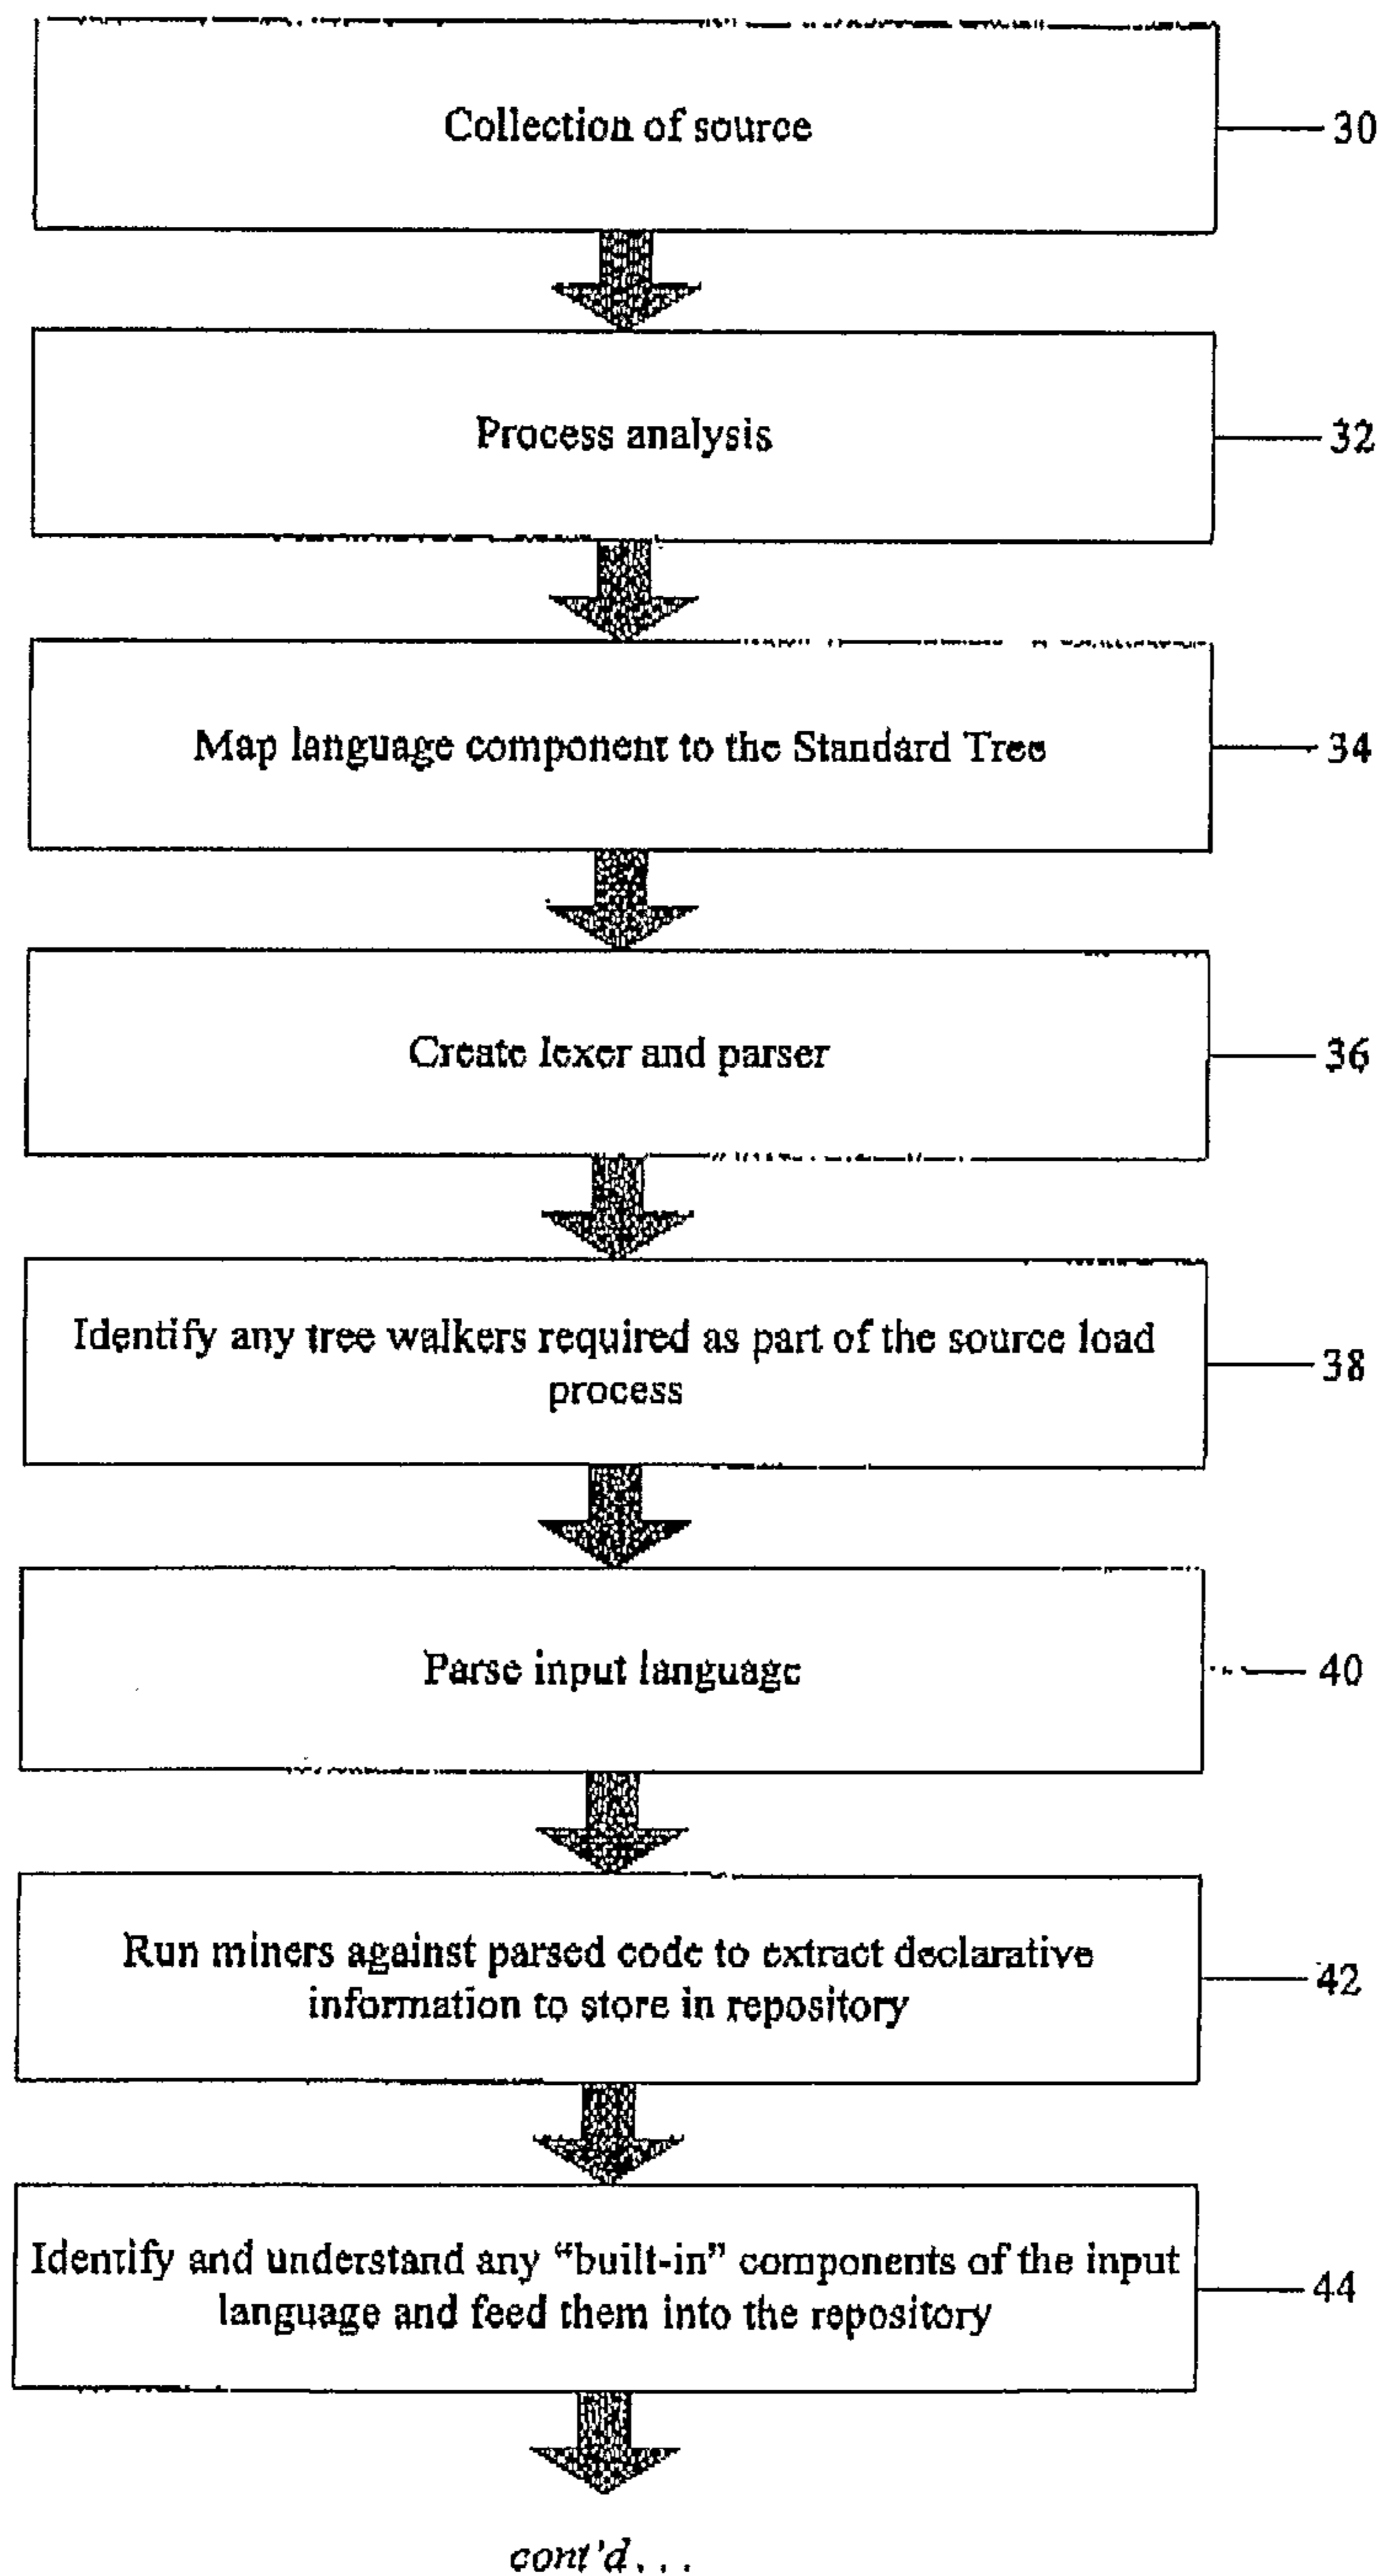 Collection of source
30
Process analysis
32
Map language component to the Standard Tree
34
Create lexer and parser
36
Identify any tree walkers required as part of the source load
process
38
Parse input language
40
Run miners against parsed code to extract declarative
information to store in repository
42
Identify and understand any “built-in” components of the input
language and feed them into the repository
44
cont'd...